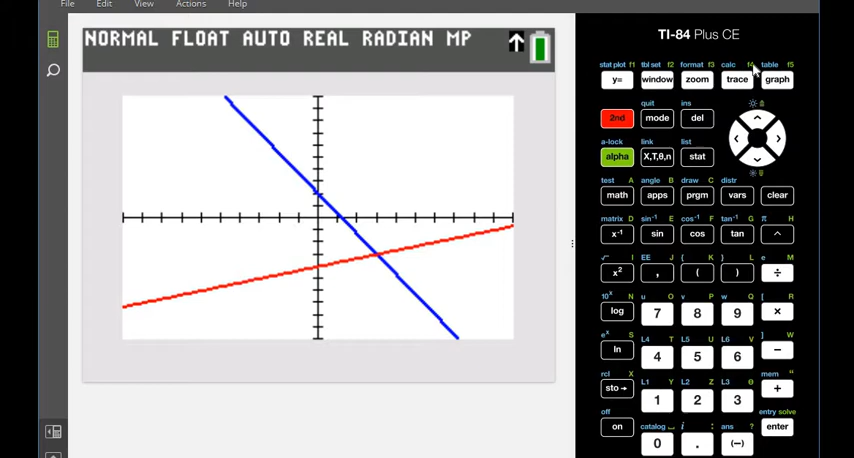 File Edit View Actions Help
NORMAL FLOAT AUTO REAL RADIAN MP
TI-84 Plus CE
stat plot f1 tbl set f2 format f3 calc f4 table f5
y= window zoom trace graph
quit ins
2nd mode del
a-lock link list
alpha X,T,θ,n stat
test A angle B draw C distr
math apps prgm vars clear
matrix D sin⁻¹ E cos⁻¹ F tan⁻¹ G π H
x⁻¹ sin cos tan ^
√‾ I EE J { K } L e M
x² , ( ) ÷
10ˣ N u O v P w Q [ R
log 7 8 9 ×
eˣ S L4 T L5 U L6 V ] W
ln 4 5 6 −
rcl X L1 Y L2 Z L3 θ mem "
sto→ 1 2 3 +
off catalog i : ans ? entry solve
on 0 . (−) enter